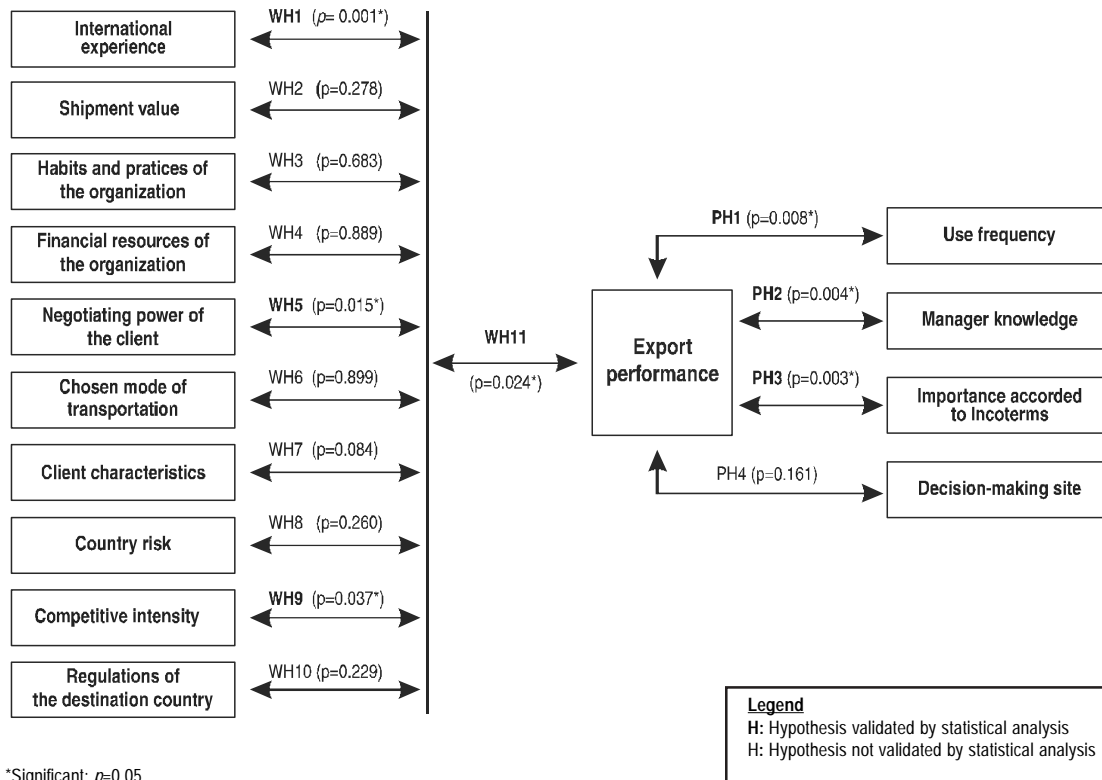 International
experience
WH1 (p= 0.001*)
Shipment value
WH2 (p=0.278)
Habits and pratices of
the organization
WH3 (p=0.683)
Financial resources of
the organization
WH4 (p=0.889)
Negotiating power of
the client
WH5 (p=0.015*)
Chosen mode of
transportation
WH6 (p=0.899)
Client characteristics
WH7 (p=0.084)
Country risk
WH8 (p=0.260)
Competitive intensity
WH9 (p=0.037*)
Regulations of
the destination country
WH10 (p=0.229)
WH11
(p=0.024*)
Export
performance
PH1 (p=0.008*)
Use frequency
PH2 (p=0.004*)
Manager knowledge
PH3 (p=0.003*)
Importance accorded
to Incoterms
PH4 (p=0.161)
Decision-making site
Legend
H: Hypothesis validated by statistical analysis
H: Hypothesis not validated by statistical analysis
*Significant: p=0.05